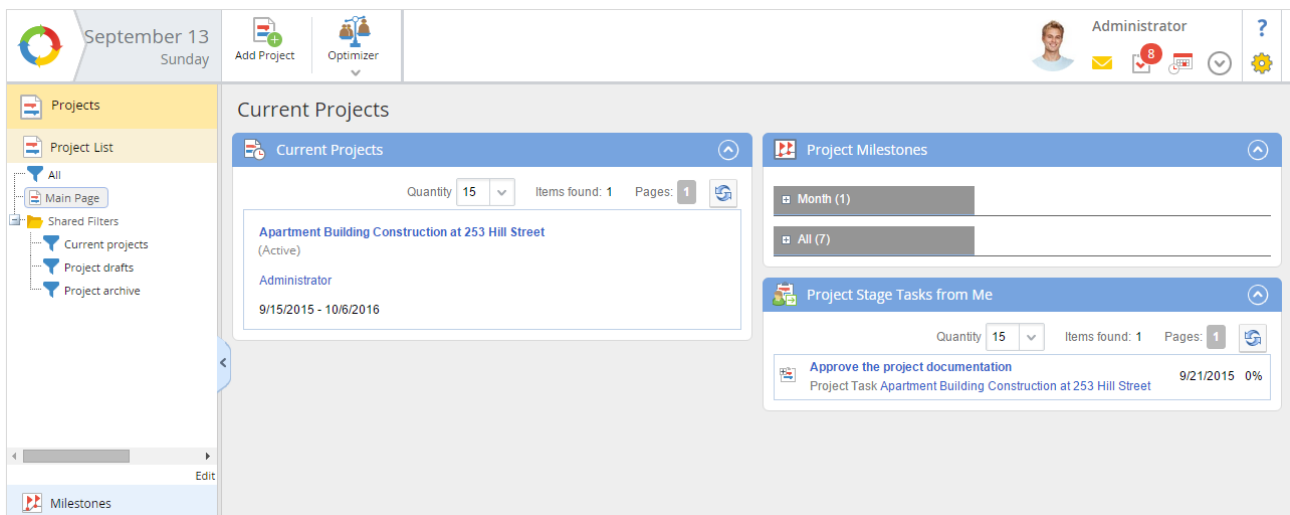 September 13
Sunday
Add Project
Optimizer
Administrator
8
?
Projects
Project List
All
Main Page
Shared Filters
Current projects
Project drafts
Project archive
Edit
Milestones
Current Projects
Current Projects
Quantity 15 Items found: 1 Pages: 1
Apartment Building Construction at 253 Hill Street
(Active)
Administrator
9/15/2015 - 10/6/2016
Project Milestones
Month (1)
All (7)
Project Stage Tasks from Me
Quantity 15 Items found: 1 Pages: 1
Approve the project documentation 9/21/2015 0%
Project Task Apartment Building Construction at 253 Hill Street